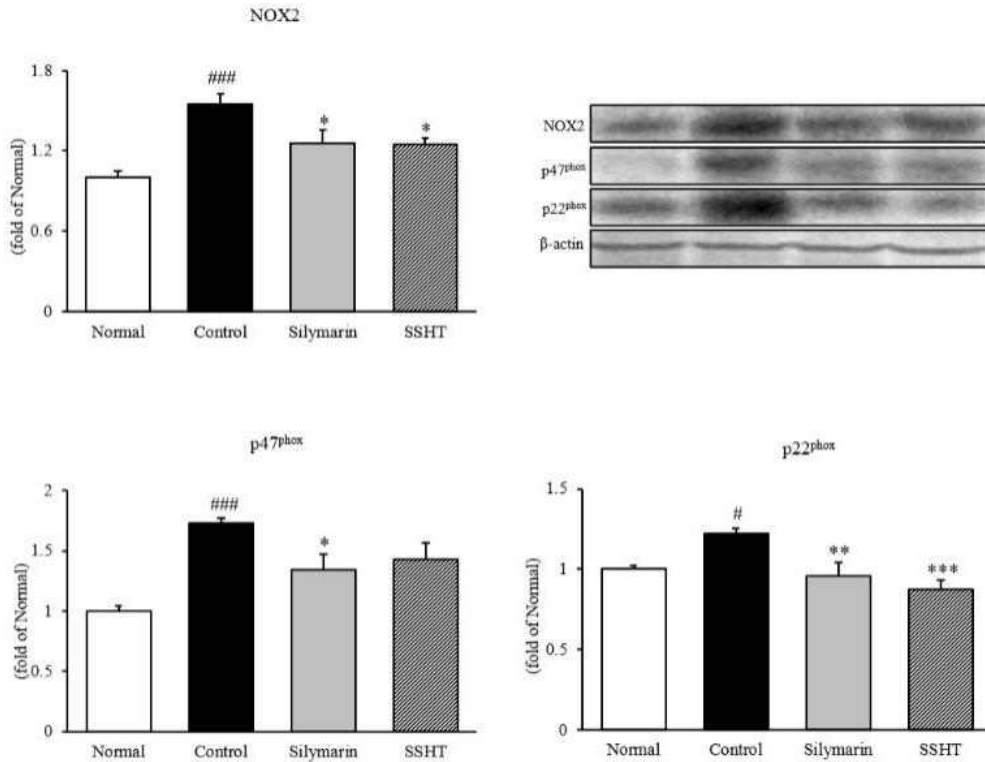 NOX2
1.8
1.2
0.6
0
(fold of Normal)
###
*
*
Normal Control Silymarin SSHT
NOX2
p47phox
p22phox
β-actin
p47phox
2
1.5
1
0.5
0
(fold of Normal)
###
*
Normal Control Silymarin SSHT
p22phox
1.5
1
0.5
0
(fold of Normal)
#
**
***
Normal Control Silymarin SSHT